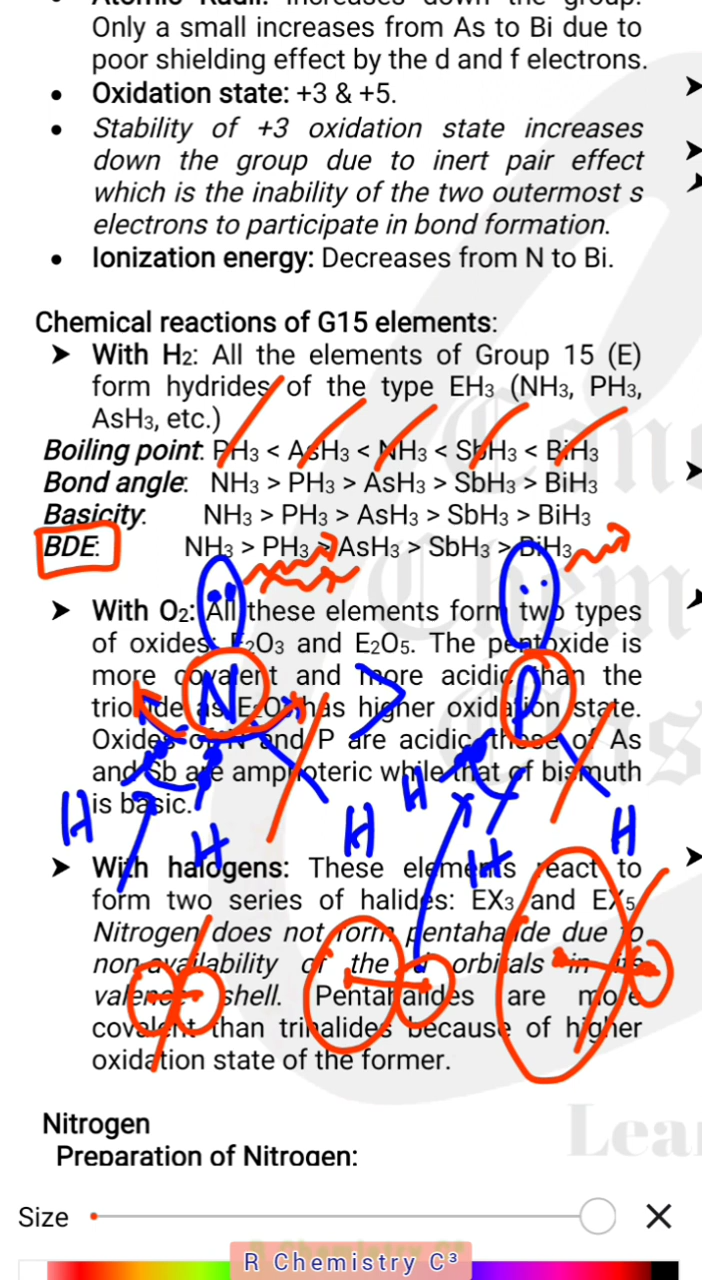 • Atomic Radii: Increases down the group.
Only a small increases from As to Bi due to
poor shielding effect by the d and f electrons.
• Oxidation state: +3 & +5.
• Stability of +3 oxidation state increases
down the group due to inert pair effect
which is the inability of the two outermost s
electrons to participate in bond formation.
• Ionization energy: Decreases from N to Bi.
Chemical reactions of G15 elements:
➤ With H2: All the elements of Group 15 (E)
form hydrides of the type EH3 (NH3, PH3,
AsH3, etc.)
Boiling point: PH3 < AsH3 < NH3 < SbH3 < BiH3
Bond angle: NH3 > PH3 > AsH3 > SbH3 > BiH3
Basicity: NH3 > PH3 > AsH3 > SbH3 > BiH3
BDE: NH3 > PH3 > AsH3 > SbH3 > BiH3
➤ With O2: All these elements form two types
of oxides: E2O3 and E2O5. The pentoxide is
more covalent and more acidic than the
trioxide as E2O5 has higher oxidation state.
Oxides of N and P are acidic, those of As
and Sb are amphoteric while that of bismuth
is basic.
N > P
H H H H H H
➤ With halogens: These elements react to
form two series of halides: EX3 and EX5
Nitrogen does not form pentahalide due to
non-availability of the d orbitals in its
valence shell. Pentahalides are more
covalent than trihalides because of higher
oxidation state of the former.
Nitrogen
Preparation of Nitrogen:
Size
R Chemistry C³